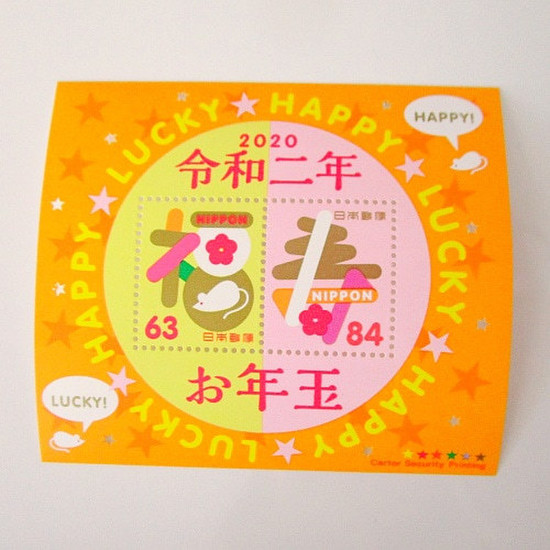 LUCKY★HAPPY★LUCKY★HAPPY★LUCKY★HAPPY★
HAPPY!
2020
令和二年
NIPPON
福
63
日本郵便
日本郵便
寿
NIPPON
84
お年玉
LUCKY!
Cartor Security Printing